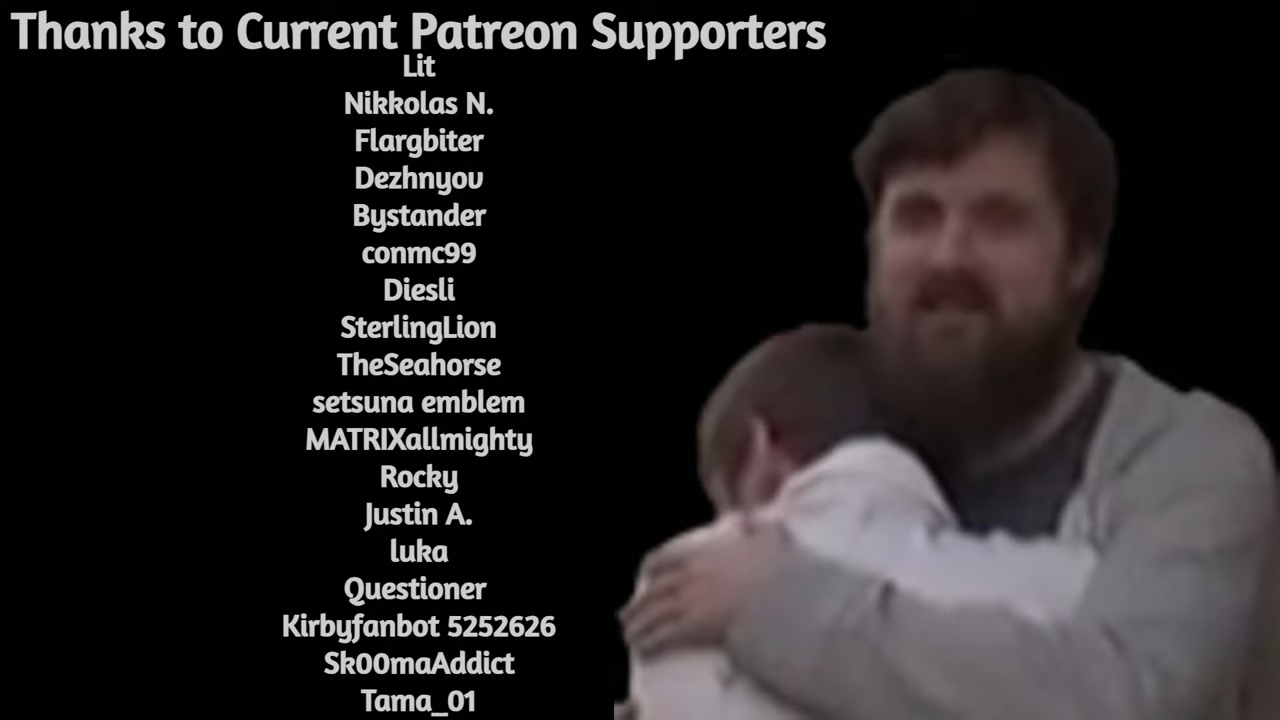 Thanks to Current Patreon Supporters
Lit
Nikkolas N.
Flargbiter
Dezhnyov
Bystander
conmc99
Diesli
SterlingLion
TheSeahorse
setsuna emblem
MATRIXallmighty
Rocky
Justin A.
luka
Questioner
Kirbyfanbot 5252626
Sk00maAddict
Tama_01